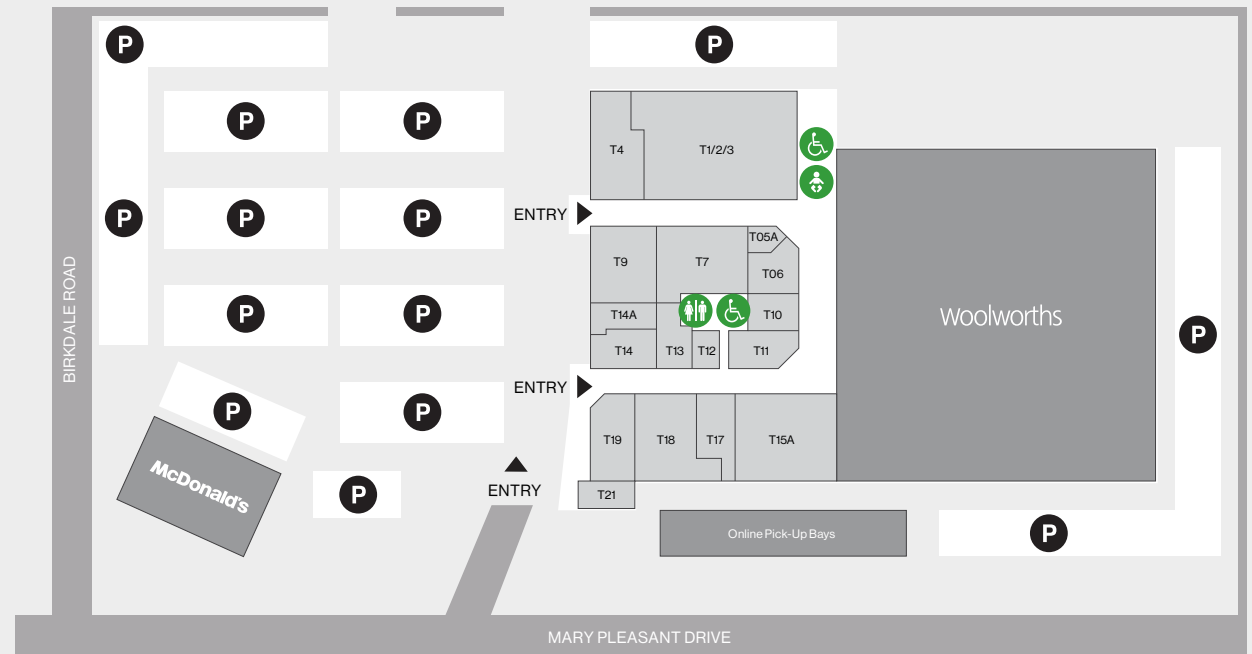 P
P
P
P
T4
T1/2/3
P
P
P
ENTRY
T05A
T9
T7
T06
BIRKDALE ROAD
P
P
T14A
T10
Woolworths
P
T14
T13
T12
T11
ENTRY
P
P
T19
T18
T17
T15A
McDonald's
P
ENTRY
T21
Online Pick-Up Bays
P
MARY PLEASANT DRIVE